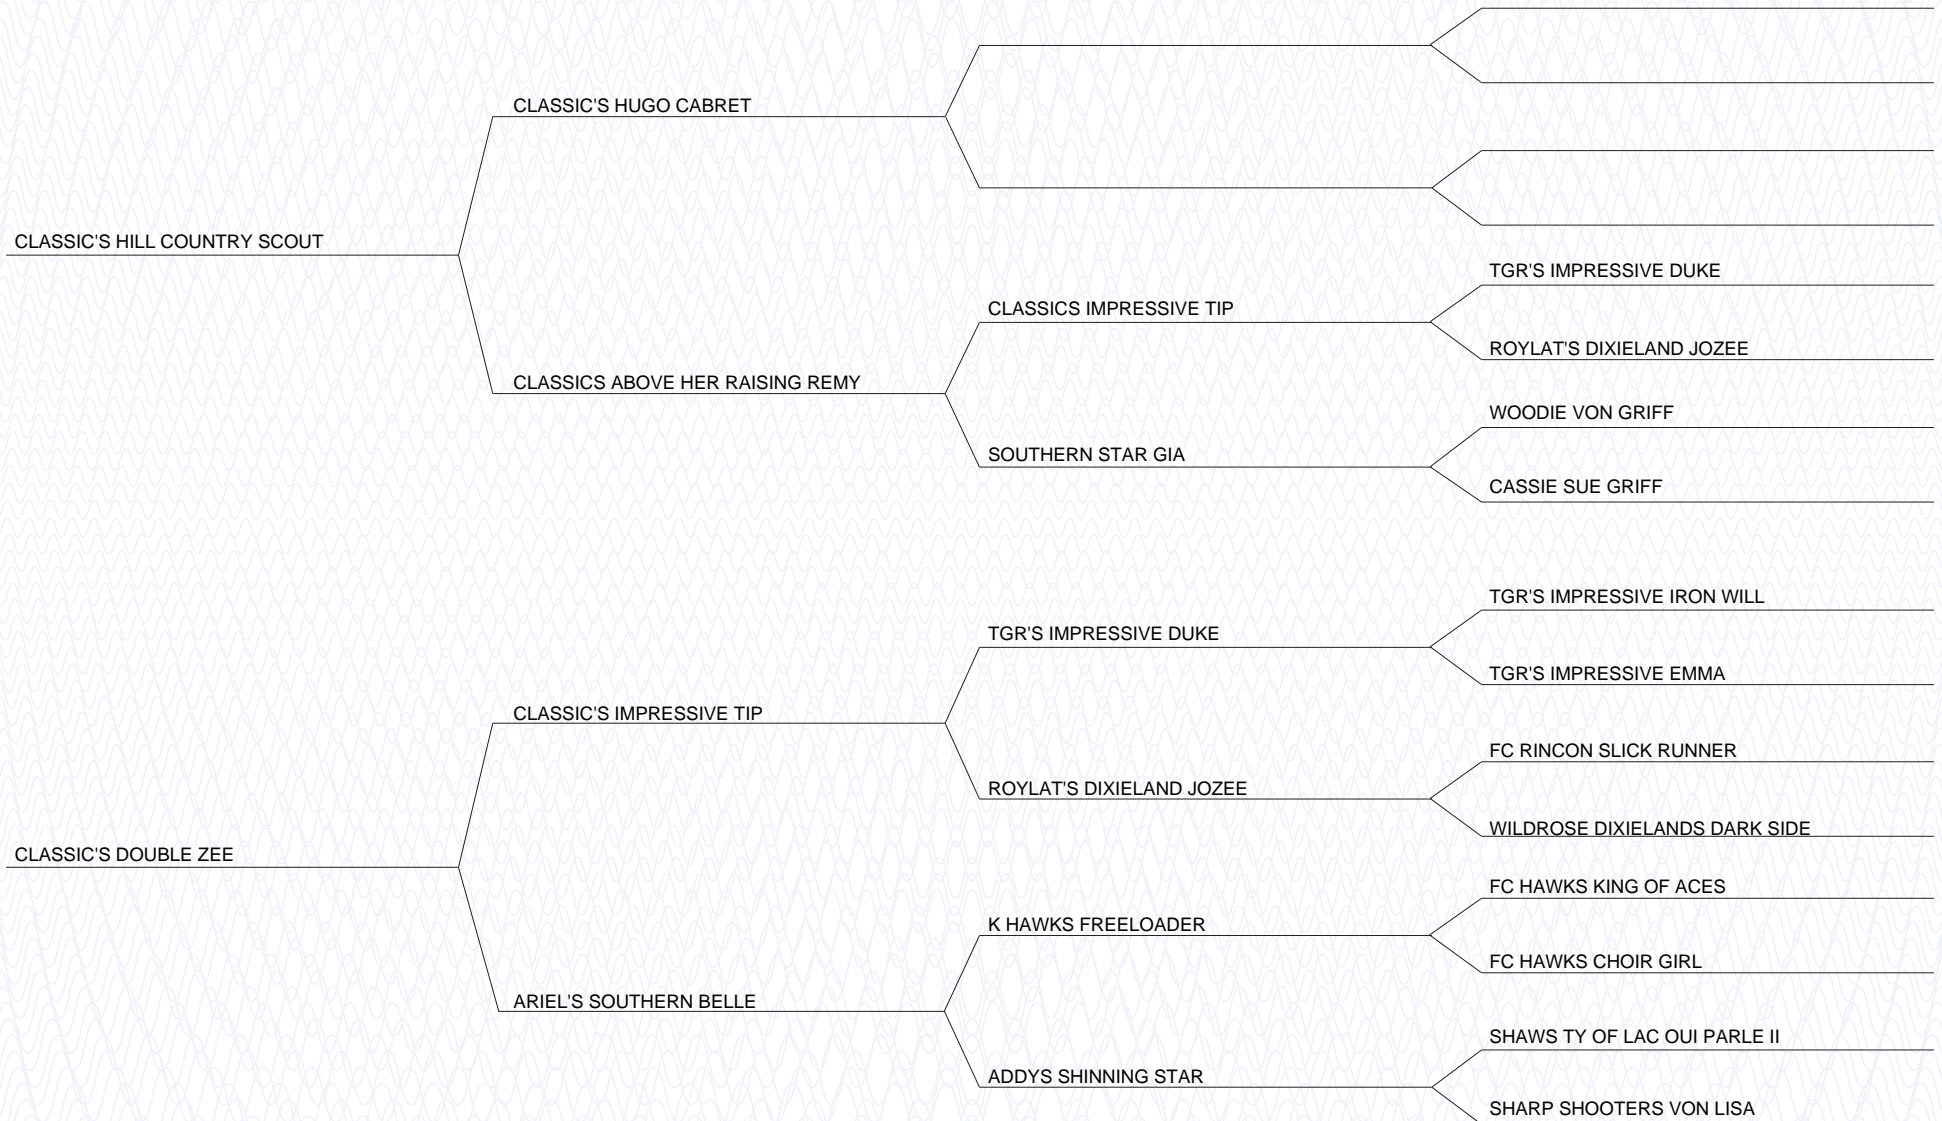 CLASSIC'S HUGO CABRET
CLASSIC'S HILL COUNTRY SCOUT
TGR'S IMPRESSIVE DUKE
CLASSICS IMPRESSIVE TIP
ROYLAT'S DIXIELAND JOZEE
CLASSICS ABOVE HER RAISING REMY
WOODIE VON GRIFF
SOUTHERN STAR GIA
CASSIE SUE GRIFF
TGR'S IMPRESSIVE IRON WILL
TGR'S IMPRESSIVE DUKE
TGR'S IMPRESSIVE EMMA
CLASSIC'S IMPRESSIVE TIP
FC RINCON SLICK RUNNER
ROYLAT'S DIXIELAND JOZEE
WILDROSE DIXIELANDS DARK SIDE
CLASSIC'S DOUBLE ZEE
FC HAWKS KING OF ACES
K HAWKS FREELOADER
FC HAWKS CHOIR GIRL
ARIEL'S SOUTHERN BELLE
SHAWS TY OF LAC OUI PARLE II
ADDYS SHINNING STAR
SHARP SHOOTERS VON LISA